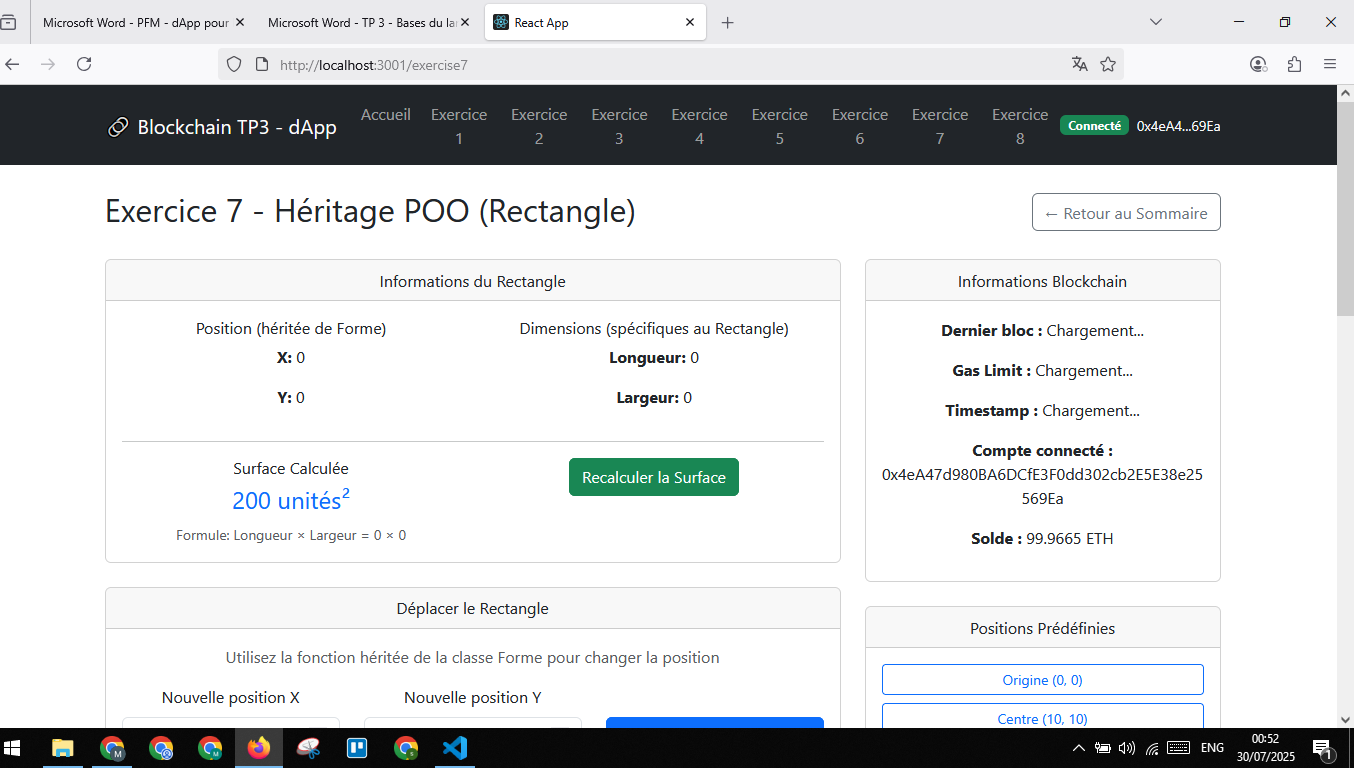 Microsoft Word - PFM - dApp pour
Microsoft Word - TP 3 - Bases du la
React App
http://localhost:3001/exercise7
Blockchain TP3 - dApp
Accueil
Exercice 1
Exercice 2
Exercice 3
Exercice 4
Exercice 5
Exercice 6
Exercice 7
Exercice 8
Connecté 0x4eA4...69Ea
Exercice 7 - Héritage POO (Rectangle)
← Retour au Sommaire
Informations du Rectangle
Position (héritée de Forme)
X: 0
Y: 0
Dimensions (spécifiques au Rectangle)
Longueur: 0
Largeur: 0
Surface Calculée
200 unités²
Formule: Longueur × Largeur = 0 × 0
Recalculer la Surface
Informations Blockchain
Dernier bloc : Chargement...
Gas Limit : Chargement...
Timestamp : Chargement...
Compte connecté :
0x4eA47d980BA6DCfE3F0dd302cb2E5E38e25
569Ea
Solde : 99.9665 ETH
Déplacer le Rectangle
Utilisez la fonction héritée de la classe Forme pour changer la position
Nouvelle position X
Nouvelle position Y
Positions Prédéfinies
Origine (0, 0)
Centre (10, 10)
ENG
00:52
30/07/2025
1